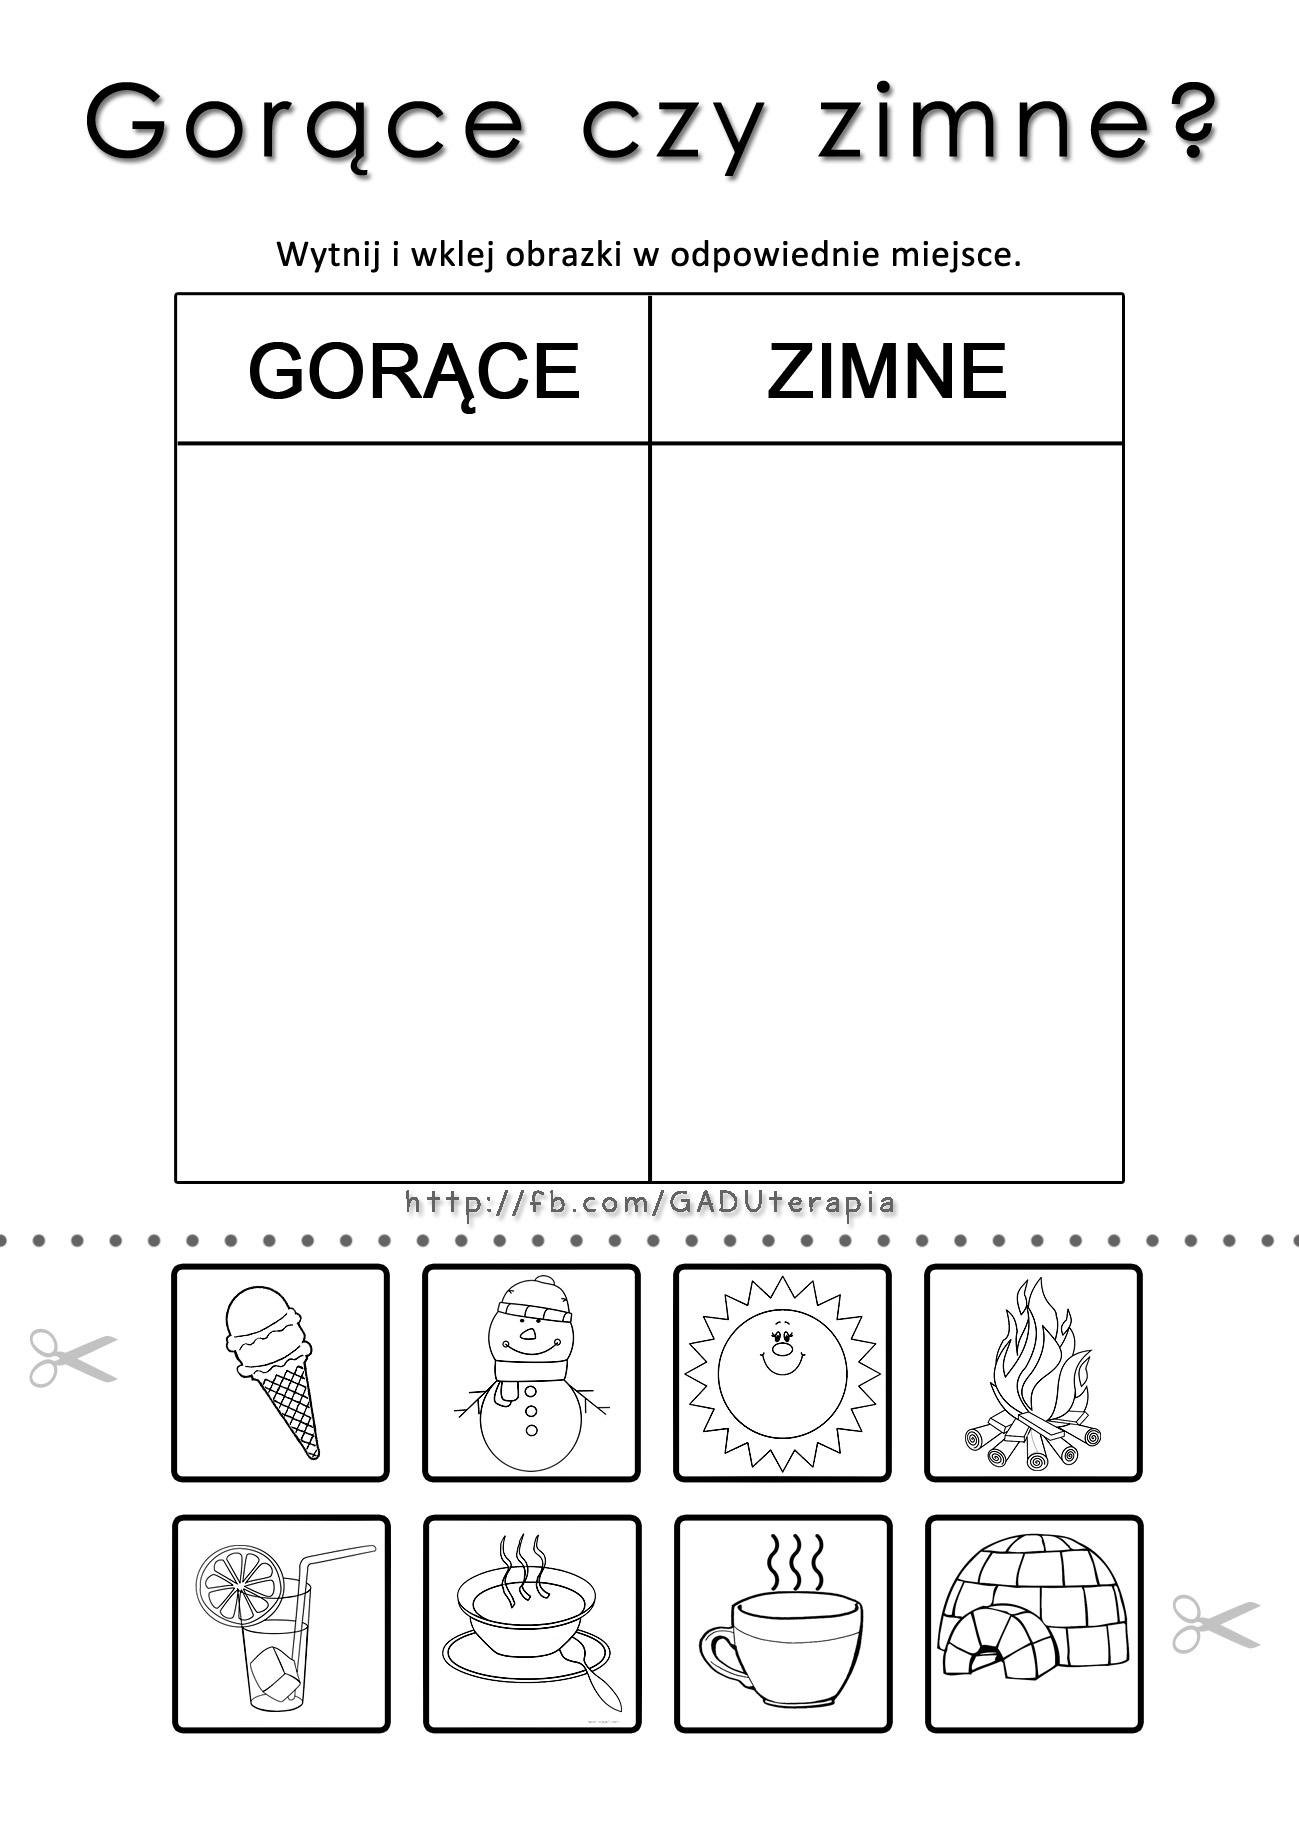 Gorące czy zimne?
Wytnij i wklej obrazki w odpowiednie miejsce.
GORĄCE
ZIMNE
http://fb.com/GADUterapia